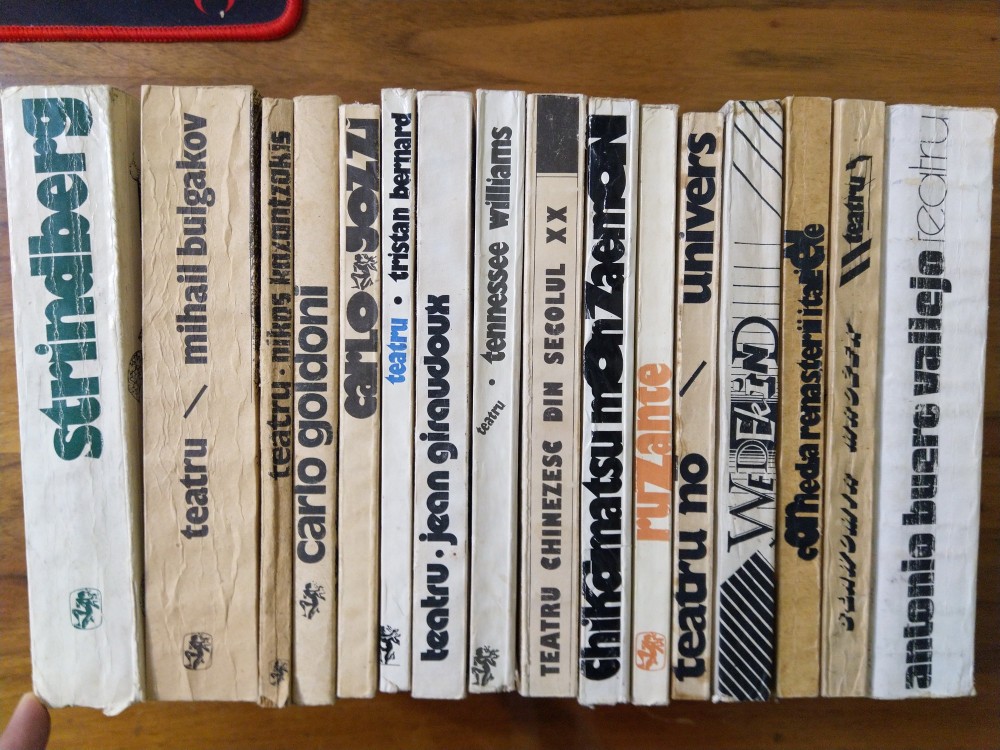 strindberg
teatru / mihail bulgakov
teatru • nikos kazantzakis
carlo goldoni
carlo gozzi
teatru • tristan bernard
teatru • jean giraudoux
teatru • tennessee williams
TEATRU CHINEZESC DIN SECOLUL XX
chikamatsu monzaemon
ruzante
teatru no / univers
WEDEKIND
comedia renasterii italiene
teatru
antonio buero vallejo teatru